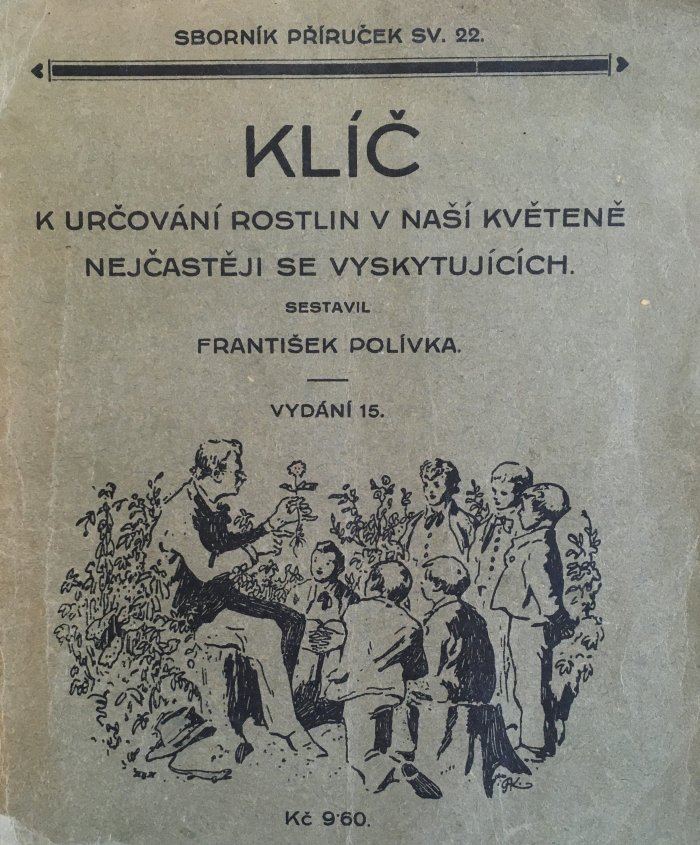 SBORNÍK PŘÍRUČEK SV. 22.
KLÍČ
K URČOVÁNÍ ROSTLIN V NAŠÍ KVĚTENĚ
NEJČASTĚJI SE VYSKYTUJÍCÍCH.
SESTAVIL
FRANTIŠEK POLÍVKA.
VYDÁNÍ 15.
Kč 9·60.